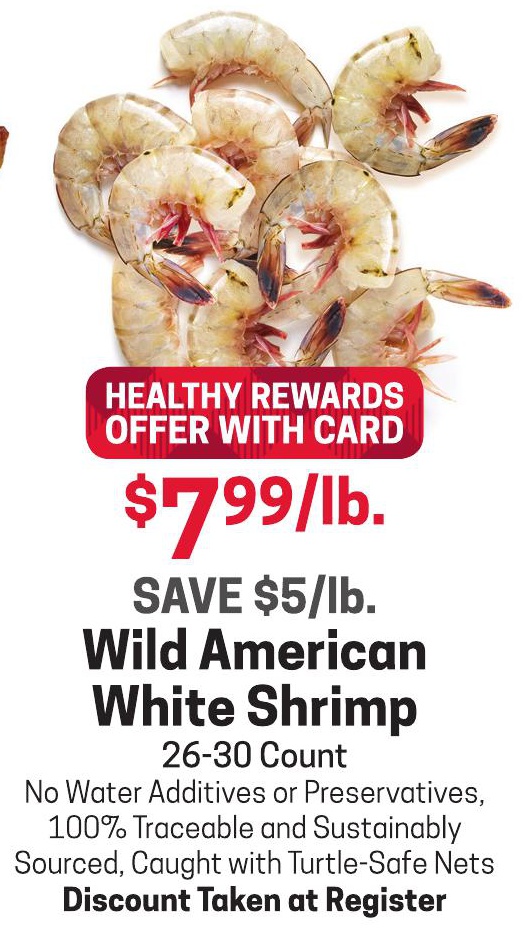 HEALTHY REWARDS
OFFER WITH CARD
$7.99/lb.
SAVE $5/lb.
Wild American
White Shrimp
26-30 Count
No Water Additives or Preservatives,
100% Traceable and Sustainably
Sourced, Caught with Turtle-Safe Nets
Discount Taken at Register